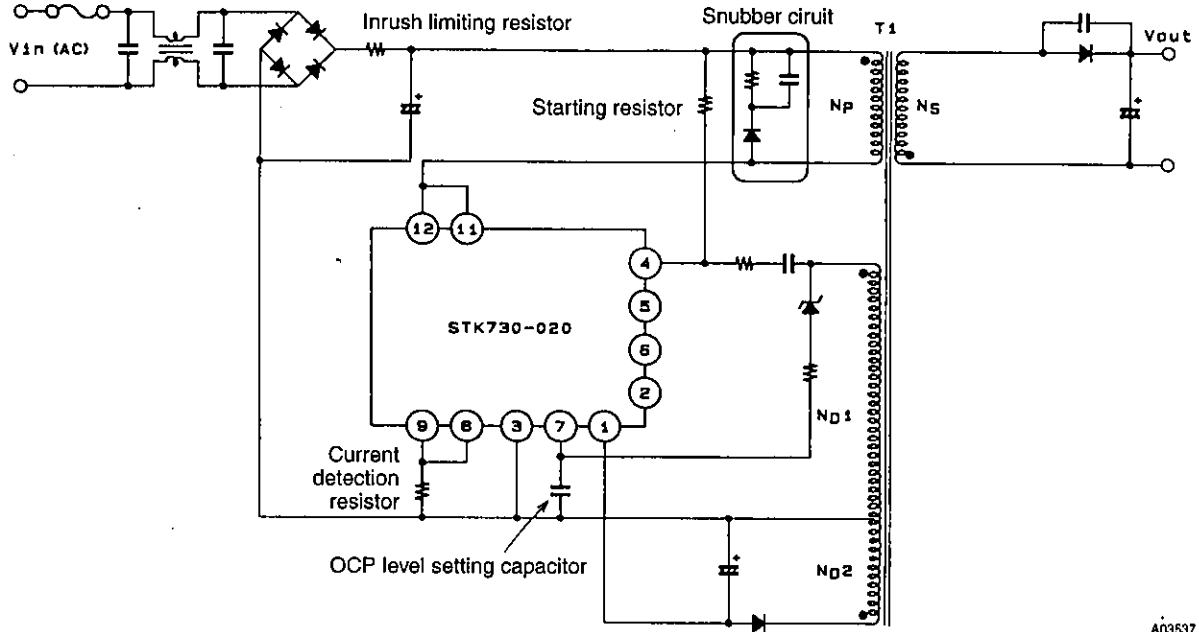 Inrush limiting resistor
Snubber ciruit
T1
Vin (AC)
Vout
Starting resistor
NP
NS
12
11
4
5
STK730-020
6
2
ND1
9
8
3
7
1
Current
detection
resistor
OCP level setting capacitor
ND2
A03537